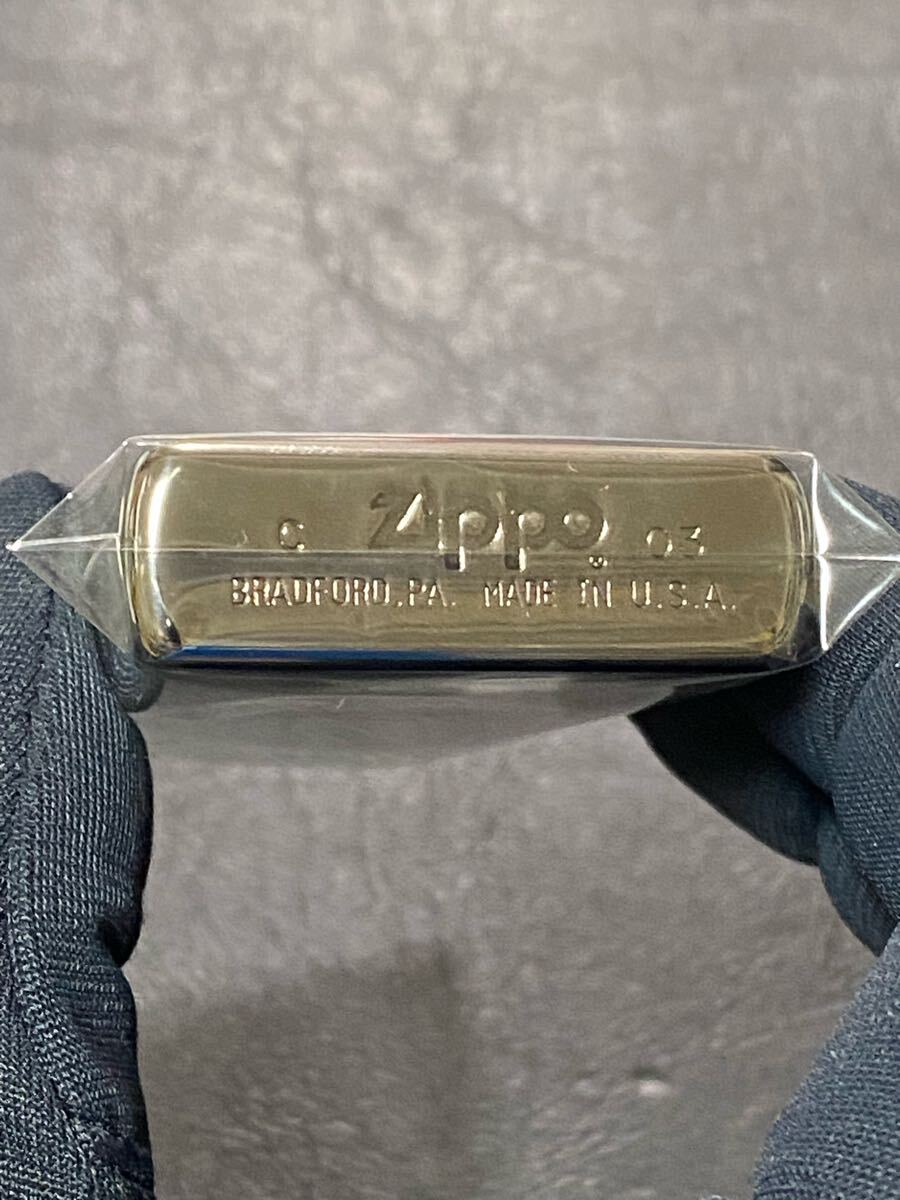 C Zippo® 03
BRADFORD, PA. MADE IN U.S.A.